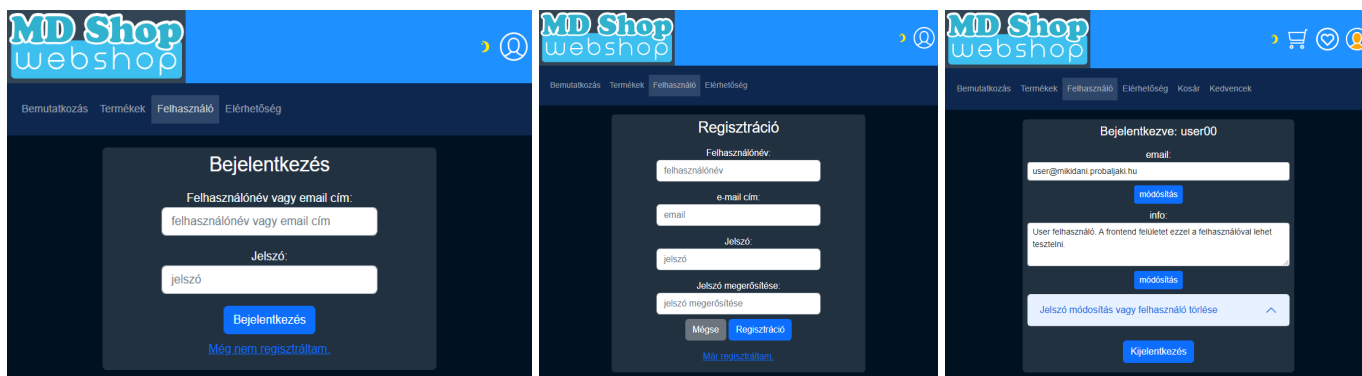 MD Shop
webshop
Bemutatkozás Termékek Felhasználó Elérhetőség
Bejelentkezés
Felhasználónév vagy email cím:
felhasználónév vagy email cím
Jelszó:
jelszó
Bejelentkezés
Még nem regisztráltam.
MD Shop
webshop
Bemutatkozás Termékek Felhasználó Elérhetőség
Regisztráció
Felhasználónév:
felhasználónév
e-mail cím:
email
Jelszó:
jelszó
Jelszó megerősítése:
jelszó megerősítése
Mégse Regisztráció
Már regisztráltam.
MD Shop
webshop
Bemutatkozás Termékek Felhasználó Elérhetőség Kosár Kedvencek
Bejelentkezve: user00
email:
user@mikidani.probaljaki.hu
módósítás
info:
User felhasználó. A frontend felületet ezzel a felhasználóval lehet
tesztelni.
módósítás
Jelszó módosítás vagy felhasználó törlése
Kijelentkezés